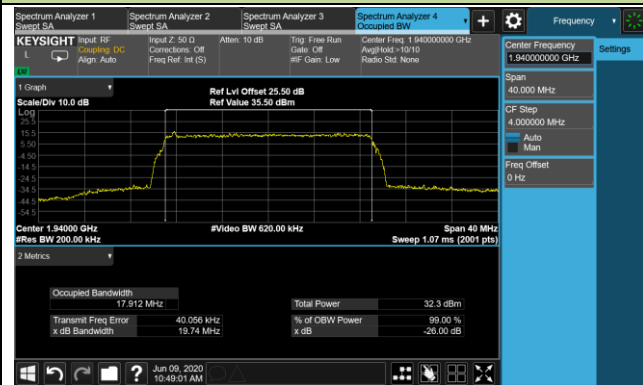 Spectrum Analyzer 1
Swept SA
Spectrum Analyzer 2
Swept SA
Spectrum Analyzer 3
Swept SA
Spectrum Analyzer 4
Occupied BW
+
Frequency
KEYSIGHT
L
LXI
Input: RF
Coupling: DC
Align: Auto
Input Z: 50 Ω
Corrections: Off
Freq Ref: Int (S)
Atten: 10 dB
Trig: Free Run
Gate: Off
#IF Gain: Low
Center Freq: 1.940000000 GHz
Avg|Hold:>10/10
Radio Std: None
Center Frequency
1.940000000 GHz
Settings
Span
40.000 MHz
CF Step
4.000000 MHz
Auto
Man
Freq Offset
0 Hz
1 Graph
Scale/Div 10.0 dB
Ref Lvl Offset 25.50 dB
Ref Value 35.50 dBm
Log
25.5
15.5
5.50
-4.50
-14.5
-24.5
-34.5
-44.5
-54.5
Center 1.94000 GHz
#Res BW 200.00 kHz
#Video BW 620.00 kHz
Span 40 MHz
Sweep 1.07 ms (2001 pts)
2 Metrics
Occupied Bandwidth
17.912 MHz
Total Power 32.3 dBm
Transmit Freq Error 40.056 kHz
% of OBW Power 99.00 %
x dB Bandwidth 19.74 MHz
x dB -26.00 dB
?
Jun 09, 2020
10:49:01 AM